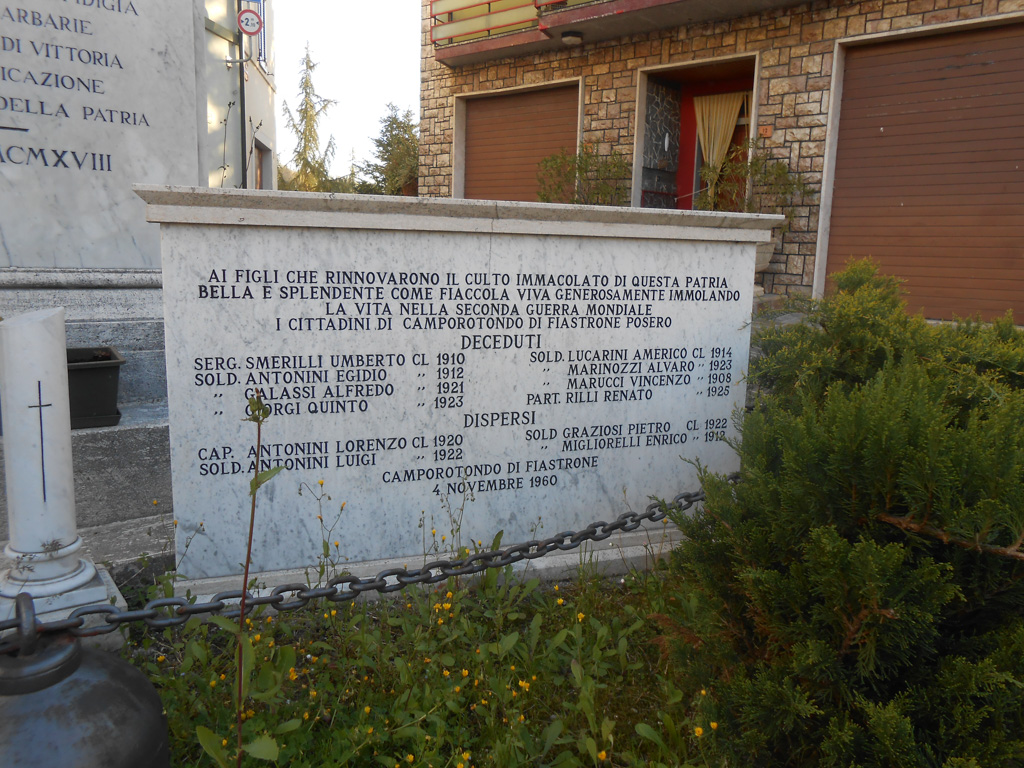 ARBARIE
DI VITTORIA
ICAZIONE
DELLA PATRIA
MCMXVIII
AI FIGLI CHE RINNOVARONO IL CULTO IMMACOLATO DI QUESTA PATRIA
BELLA E SPLENDENTE COME FIACCOLA VIVA GENEROSAMENTE IMMOLANDO
LA VITA NELLA SECONDA GUERRA MONDIALE
I CITTADINI DI CAMPOROTONDO DI FIASTRONE POSERO
DECEDUTI
SERG. SMERILLI UMBERTO CL 1910
SOLD. ANTONINI EGIDIO " 1912
" GALASSI ALFREDO " 1921
" GIORGI QUINTO " 1923
SOLD. LUCARINI AMERICO CL 1914
" MARINOZZI ALVARO " 1923
" MARUCCI VINCENZO " 1908
PART. RILLI RENATO " 1925
DISPERSI
CAP. ANTONINI LORENZO CL 1920
SOLD. ANTONINI LUIGI " 1922
SOLD GRAZIOSI PIETRO CL 1922
" MIGLIORELLI ENRICO " 1912
CAMPOROTONDO DI FIASTRONE
4 NOVEMBRE 1960